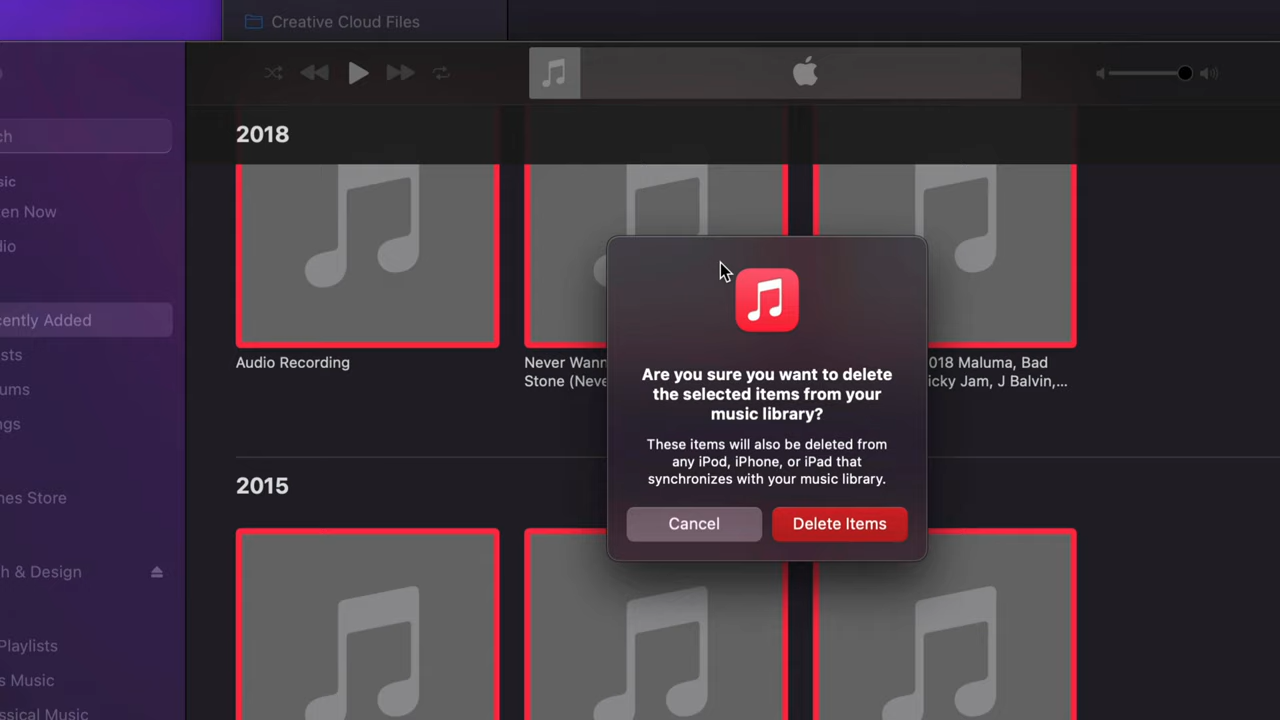 Creative Cloud Files
ch
2018
sic
ten Now
dio
cently Added
Audio Recording
Never Wann
018 Maluma, Bad
sts
Stone (Neve
icky Jam, J Balvin,...
ums
Are you sure you want to delete
the selected items from your
music library?
ngs
These items will also be deleted from
any iPod, iPhone, or iPad that
synchronizes with your music library.
2015
nes Store
Cancel
Delete Items
h & Design
Playlists
s Music
ssical Music